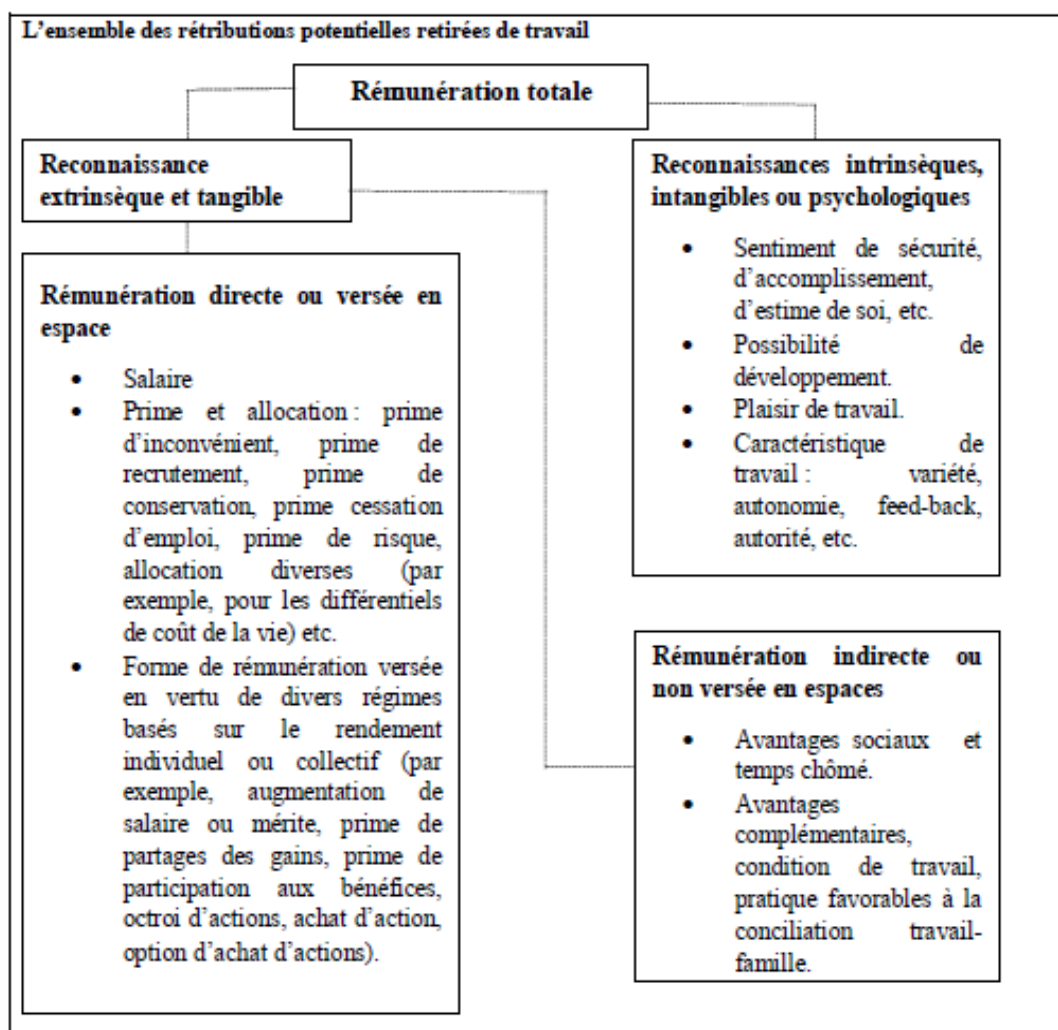 L’ensemble des rétributions potentielles retirées de travail
Rémunération totale
Reconnaissance
extrinsèque et tangible
Rémunération directe ou versée en
espace
• Salaire
• Prime et allocation : prime
d’inconvénient, prime de
recrutement, prime de
conservation, prime cessation
d’emploi, prime de risque,
allocation diverses (par
exemple, pour les différentiels
de coût de la vie) etc.
• Forme de rémunération versée
en vertu de divers régimes
basés sur le rendement
individuel ou collectif (par
exemple, augmentation de
salaire ou mérite, prime de
partages des gains, prime de
participation aux bénéfices,
octroi d’actions, achat d’action,
option d’achat d’actions).
Reconnaissances intrinsèques,
intangibles ou psychologiques
• Sentiment de sécurité,
d’accomplissement,
d’estime de soi, etc.
• Possibilité de
développement.
• Plaisir de travail.
• Caractéristique de
travail : variété,
autonomie, feed-back,
autorité, etc.
Rémunération indirecte ou
non versée en espaces
• Avantages sociaux et
temps chômé.
• Avantages
complémentaires,
condition de travail,
pratique favorables à la
conciliation travail-
famille.